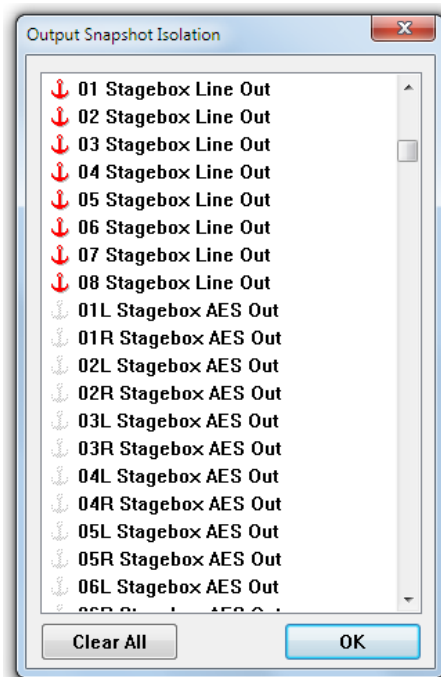 Output Snapshot Isolation
01 Stagebox Line Out
02 Stagebox Line Out
03 Stagebox Line Out
04 Stagebox Line Out
05 Stagebox Line Out
06 Stagebox Line Out
07 Stagebox Line Out
08 Stagebox Line Out
01L Stagebox AES Out
01R Stagebox AES Out
02L Stagebox AES Out
02R Stagebox AES Out
03L Stagebox AES Out
03R Stagebox AES Out
04L Stagebox AES Out
04R Stagebox AES Out
05L Stagebox AES Out
05R Stagebox AES Out
06L Stagebox AES Out
06R Stagebox AES Out
Clear All
OK